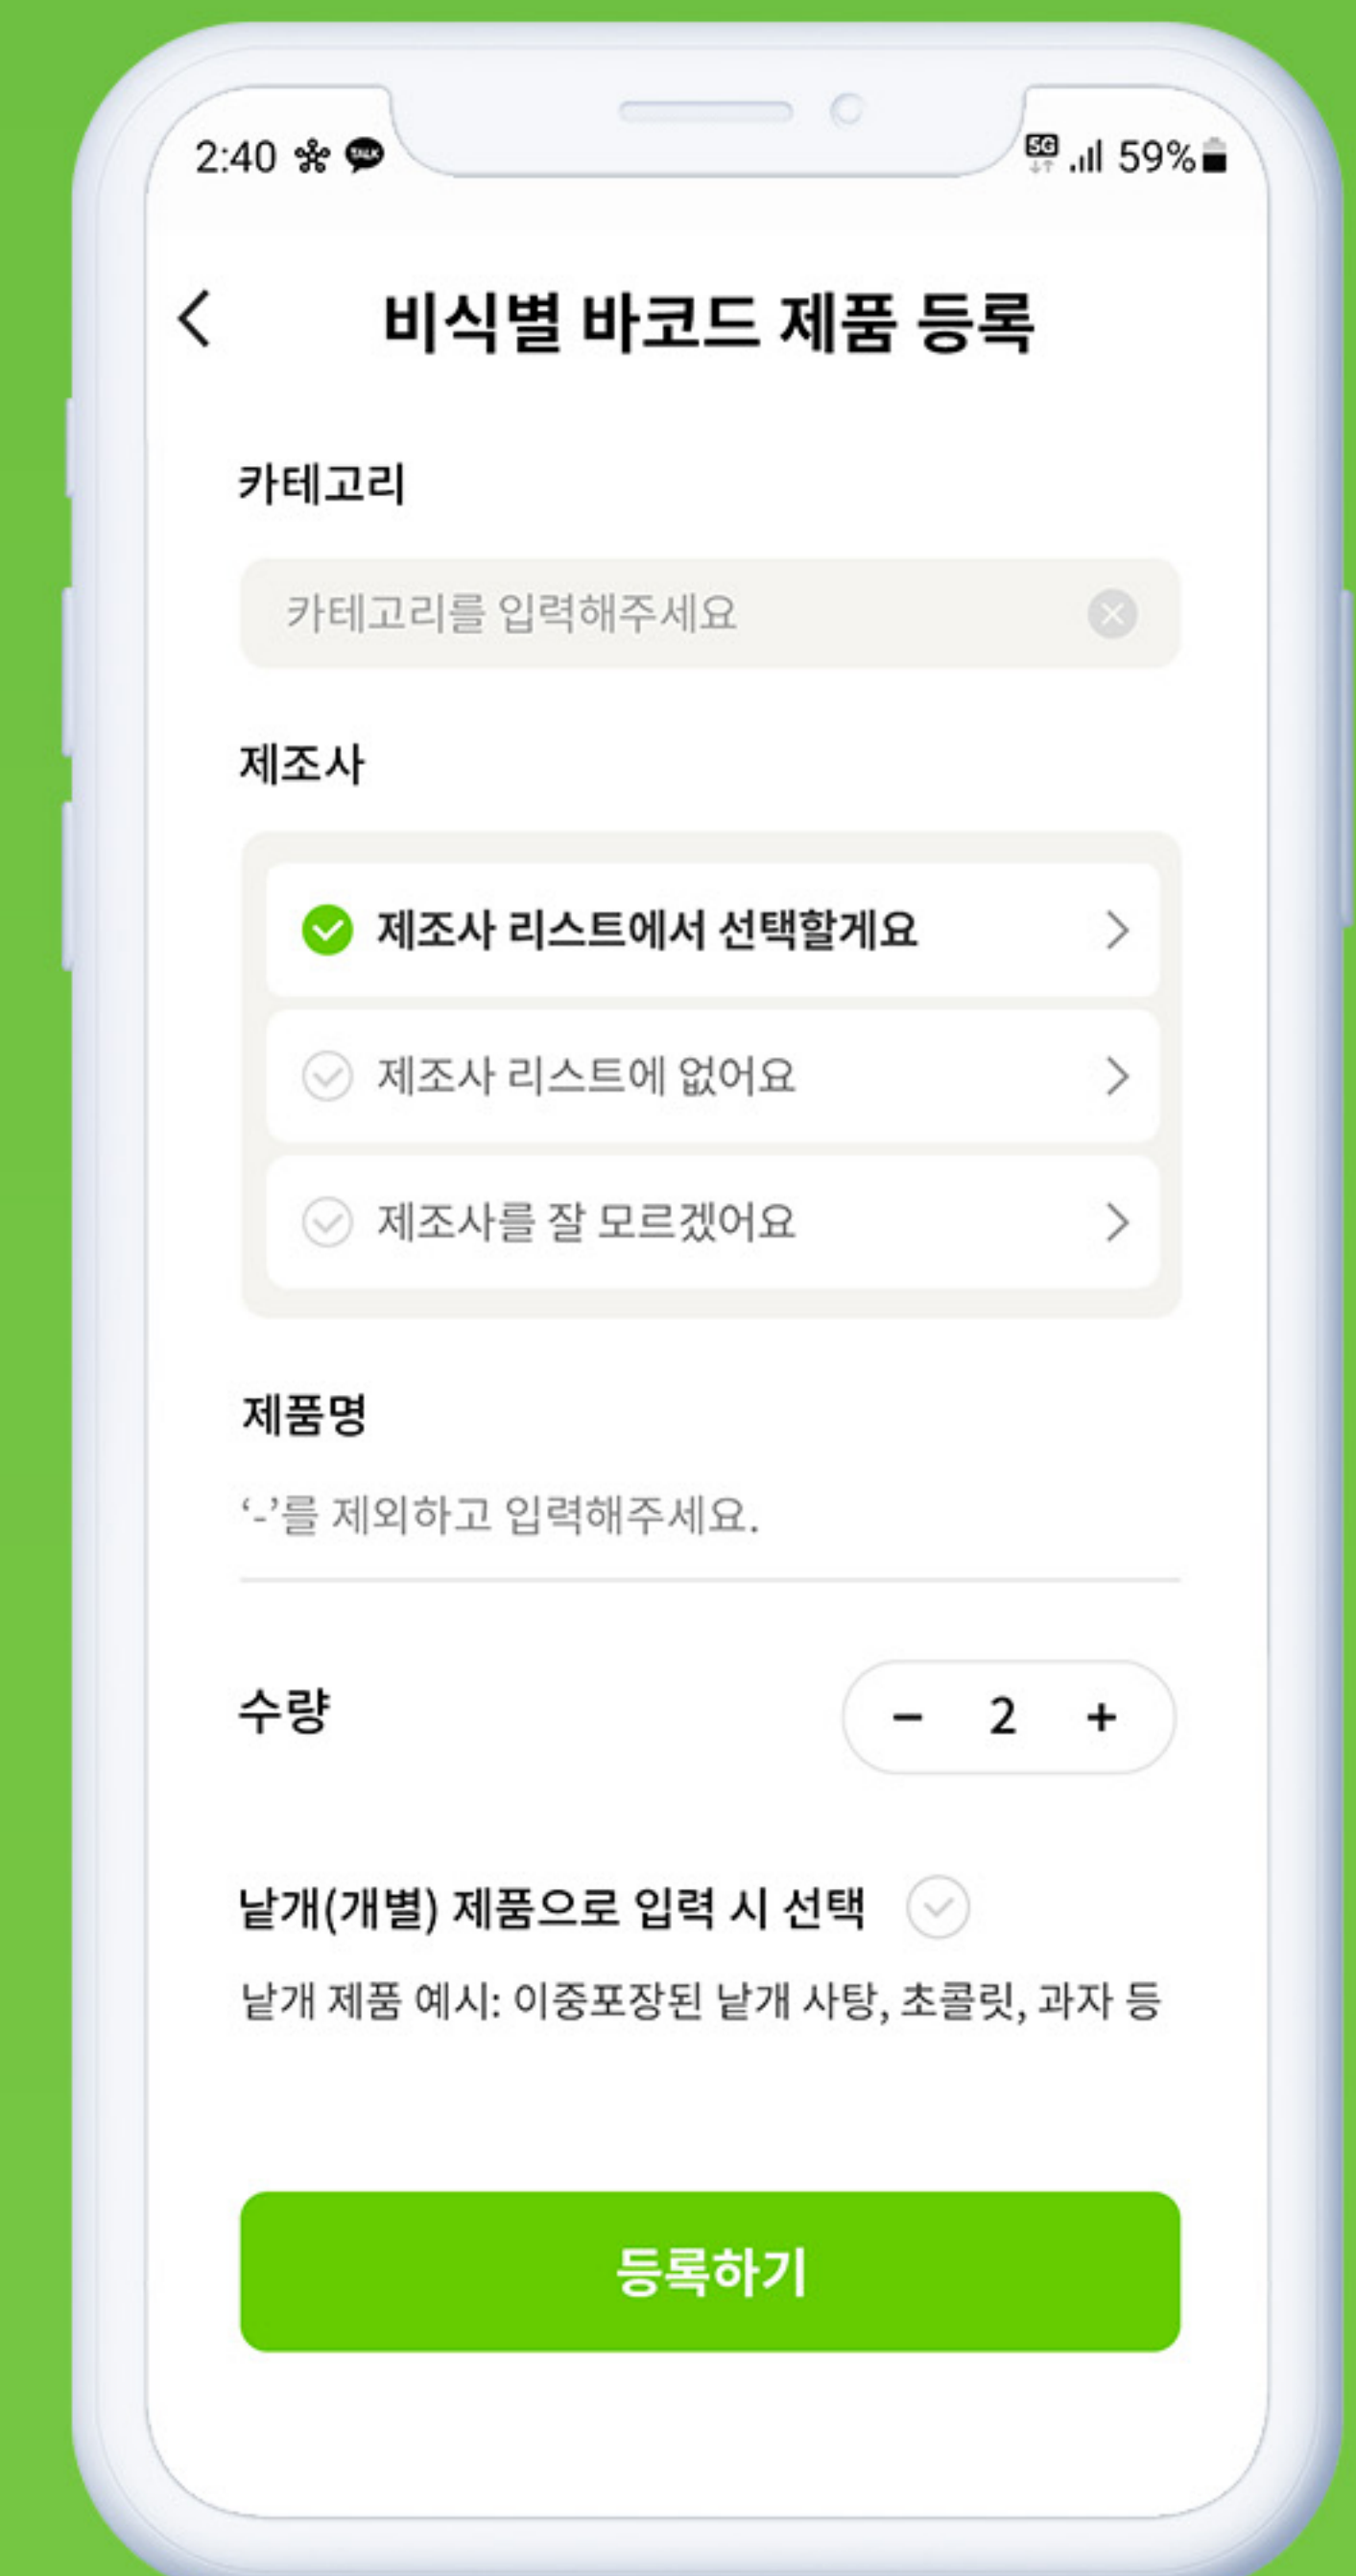 2:40 TALK 5G 59%
비식별 바코드 제품 등록
카테고리
카테고리를 입력해주세요
제조사
제조사 리스트에서 선택할게요
제조사 리스트에 없어요
제조사를 잘 모르겠어요
제품명
‘-’를 제외하고 입력해주세요.
수량
- 2 +
낱개(개별) 제품으로 입력 시 선택
낱개 제품 예시: 이중포장된 낱개 사탕, 초콜릿, 과자 등
등록하기